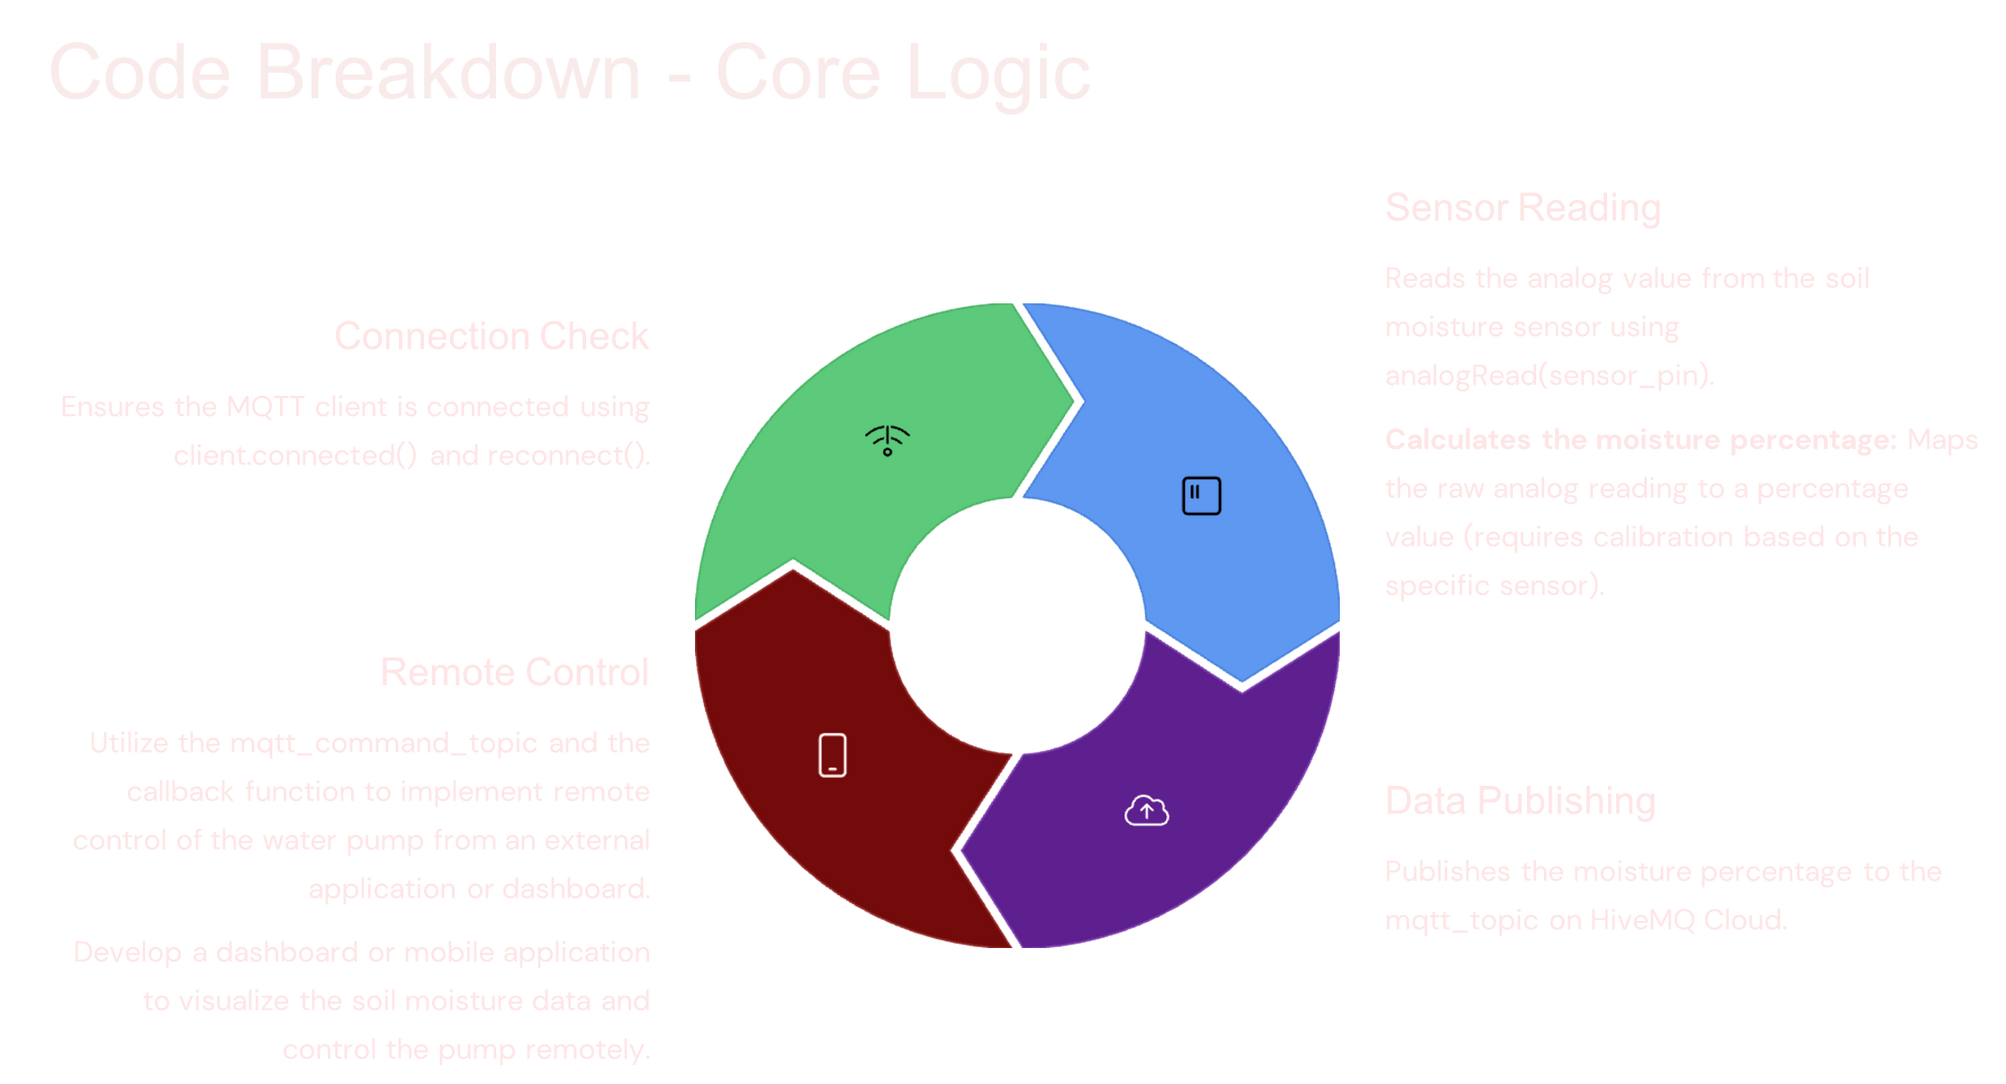 Code Breakdown - Core Logic
Connection Check
Ensures the MQTT client is connected using
client.connected() and reconnect().
Sensor Reading
Reads the analog value from the soil
moisture sensor using
analogRead(sensor_pin).
Calculates the moisture percentage: Maps
the raw analog reading to a percentage
value (requires calibration based on the
specific sensor).
Data Publishing
Publishes the moisture percentage to the
mqtt_topic on HiveMQ Cloud.
Remote Control
Utilize the mqtt_command_topic and the
callback function to implement remote
control of the water pump from an external
application or dashboard.
Develop a dashboard or mobile application
to visualize the soil moisture data and
control the pump remotely.